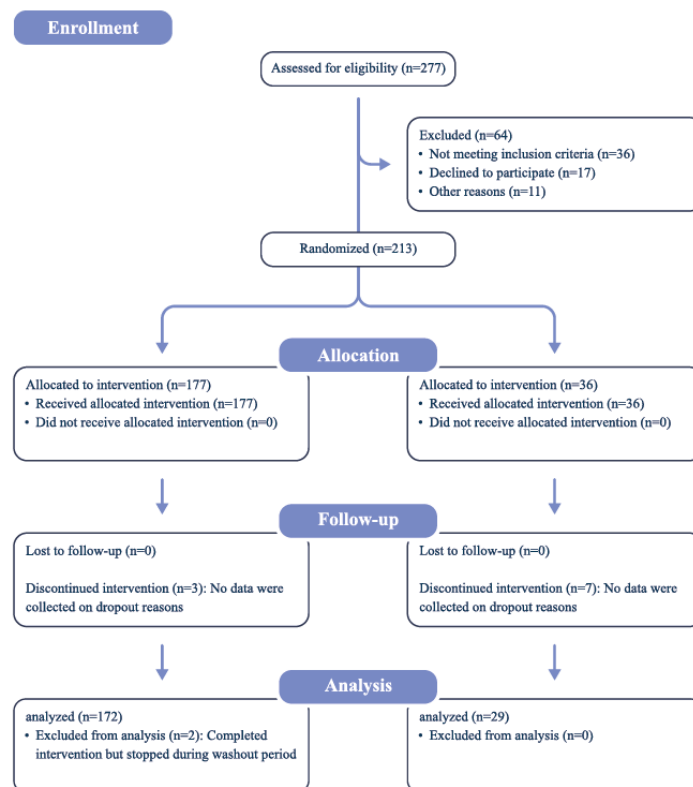 Enrollment
Assessed for eligibility (n=277)
Excluded (n=64)
• Not meeting inclusion criteria (n=36)
• Declined to participate (n=17)
• Other reasons (n=11)
Randomized (n=213)
Allocation
Allocated to intervention (n=177)
• Received allocated intervention (n=177)
• Did not receive allocated intervention (n=0)
Allocated to intervention (n=36)
• Received allocated intervention (n=36)
• Did not receive allocated intervention (n=0)
Follow-up
Lost to follow-up (n=0)
Discontinued intervention (n=3): No data were
collected on dropout reasons
Lost to follow-up (n=0)
Discontinued intervention (n=7): No data were
collected on dropout reasons
Analysis
analyzed (n=172)
• Excluded from analysis (n=2): Completed
intervention but stopped during washout period
analyzed (n=29)
• Excluded from analysis (n=0)